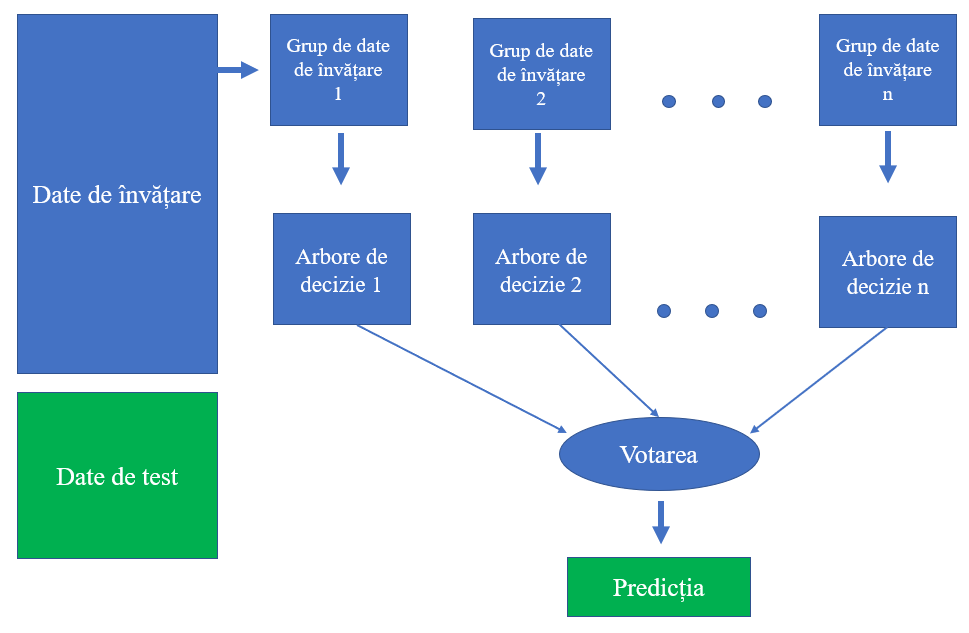 Date de învățare
Grup de date
de învățare
1
Grup de date
de învățare
2
Grup de date
de învățare
n
Arbore de
decizie 1
Arbore de
decizie 2
Arbore de
decizie n
Date de test
Votarea
Predicția